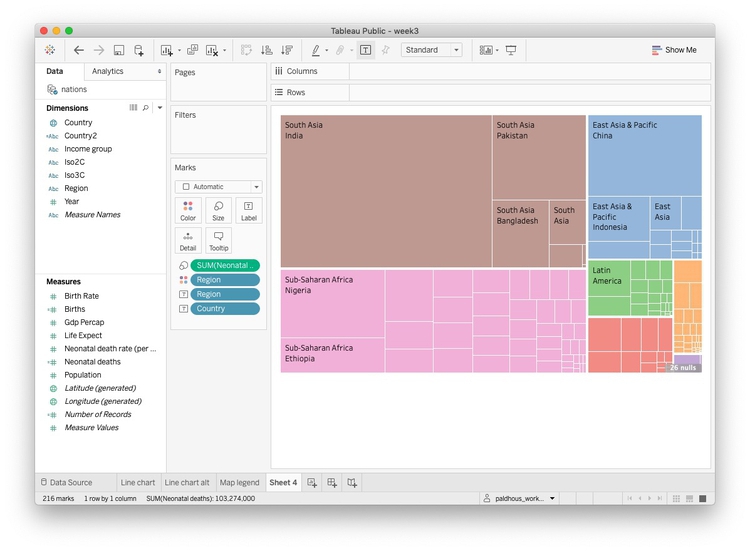 Tableau Public - week3
Standard
Show Me
Data
Analytics
Pages
Columns
Rows
nations
Dimensions
Country
Abc Country2
Abc Income group
Abc Iso2C
Abc Iso3C
Abc Region
# Year
Abc Measure Names
Filters
Marks
Automatic
Color
Size
Label
Detail
Tooltip
SUM(Neonatal ..
Region
Region
Country
Measures
# Birth Rate
=# Births
# Gdp Percap
# Life Expect
# Neonatal death rate (per ...
=# Neonatal deaths
# Population
Latitude (generated)
Longitude (generated)
=# Number of Records
# Measure Values
South Asia
India
South Asia
Pakistan
South Asia
Bangladesh
South
Asia
East Asia & Pacific
China
East Asia &
Pacific
Indonesia
East
Asia
Sub-Saharan Africa
Nigeria
Sub-Saharan Africa
Ethiopia
Latin
America
26 nulls
Data Source
Line chart
Line chart alt
Map legend
Sheet 4
216 marks
1 row by 1 column
SUM(Neonatal deaths): 103,274,000
paldhous_work...